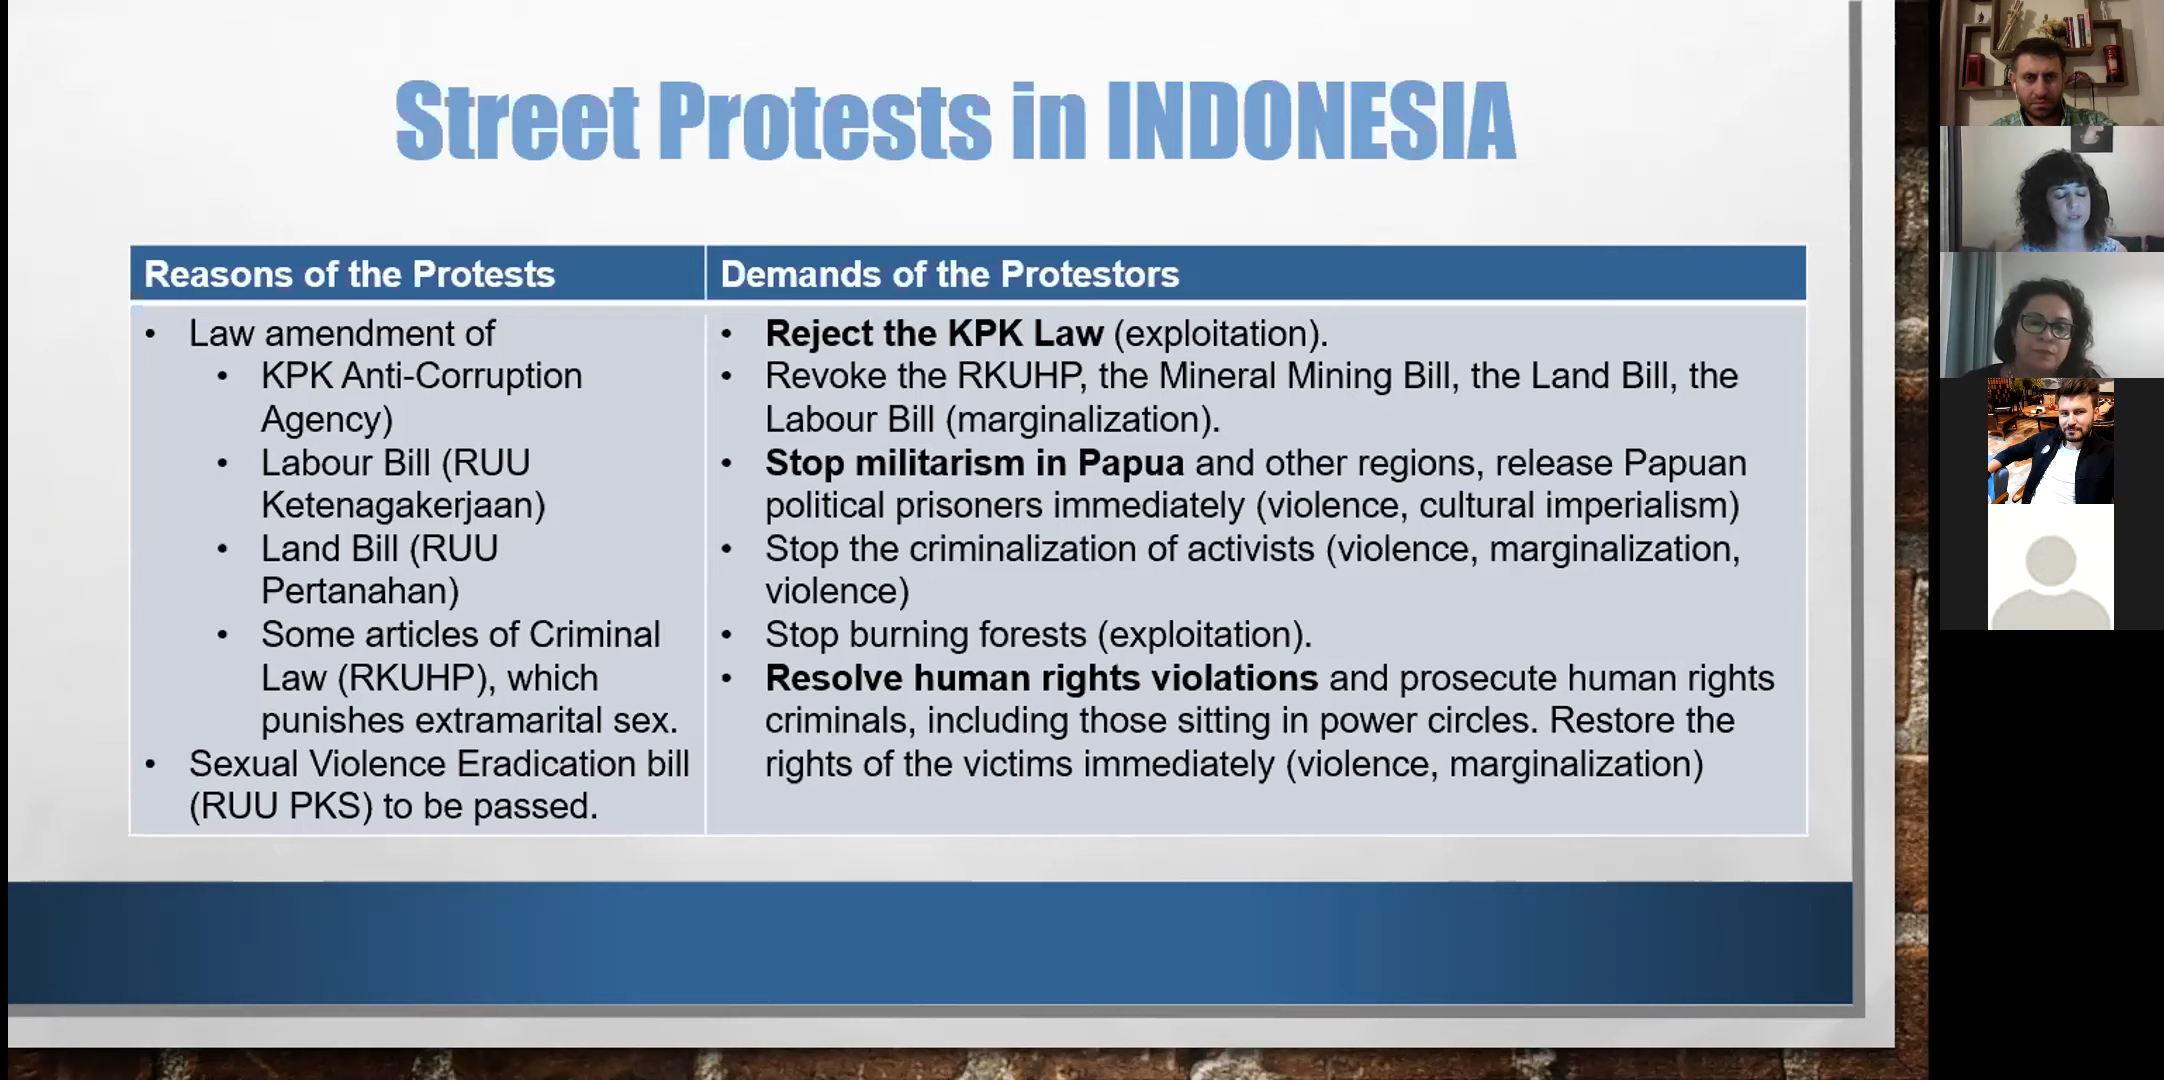 Street Protests in INDONESIA
Reasons of the Protests
• Law amendment of
• KPK Anti-Corruption
Agency)
• Labour Bill (RUU
Ketenagakerjaan)
• Land Bill (RUU
Pertanahan)
• Some articles of Criminal
Law (RKUHP), which
punishes extramarital sex.
• Sexual Violence Eradication bill
(RUU PKS) to be passed.
Demands of the Protestors
• Reject the KPK Law (exploitation).
• Revoke the RKUHP, the Mineral Mining Bill, the Land Bill, the
Labour Bill (marginalization).
• Stop militarism in Papua and other regions, release Papuan
political prisoners immediately (violence, cultural imperialism)
• Stop the criminalization of activists (violence, marginalization,
violence)
• Stop burning forests (exploitation).
• Resolve human rights violations and prosecute human rights
criminals, including those sitting in power circles. Restore the
rights of the victims immediately (violence, marginalization)